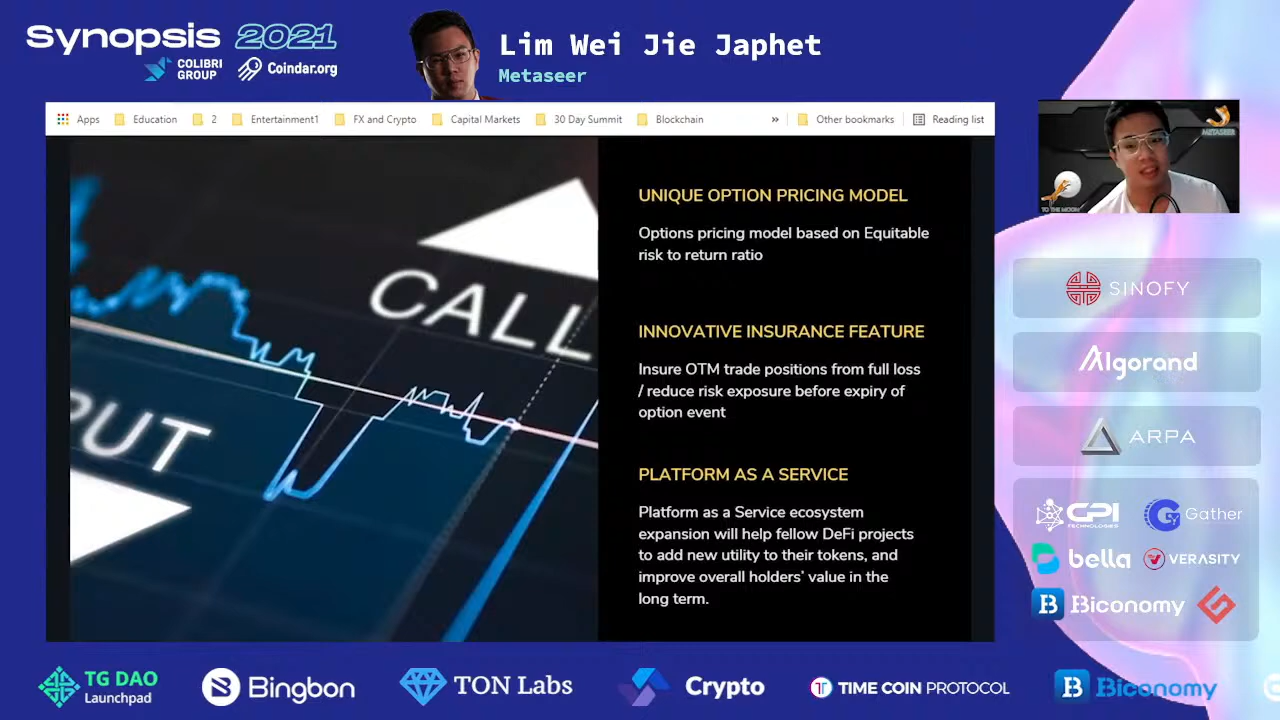 Synopsis 2021
COLIBRI
GROUP
Coindar.org
Lim Wei Jie Japhet
Metaseer
Apps
Education
2
Entertainment1
FX and Crypto
Capital Markets
30 Day Summit
Blockchain
»
Other bookmarks
Reading list
CALL
PUT
UNIQUE OPTION PRICING MODEL
Options pricing model based on Equitable
risk to return ratio
INNOVATIVE INSURANCE FEATURE
Insure OTM trade positions from full loss
/ reduce risk exposure before expiry of
option event
PLATFORM AS A SERVICE
Platform as a Service ecosystem
expansion will help fellow DeFi projects
to add new utility to their tokens, and
improve overall holders' value in the
long term.
METASEER
TO THE MOON
SINOFY
Algorand
ARPA
CPI
TECHNOLOGIES
Gather
bella
VERASITY
Biconomy
TG DAO
Launchpad
Bingbon
TON Labs
Crypto
TIME COIN PROTOCOL
Biconomy